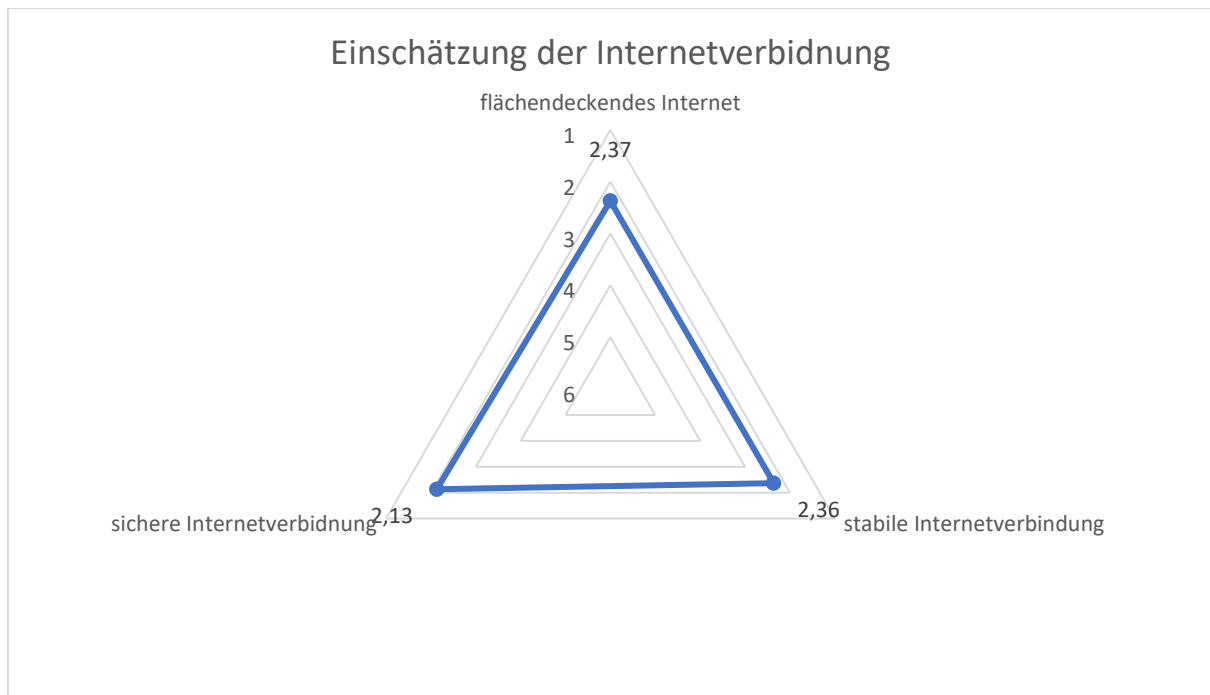 Einschätzung der Internetverbidnung
flächendeckendes Internet
1
2,37
2
3
4
5
6
sichere Internetverbidnung
2,13
2,36
stabile Internetverbindung